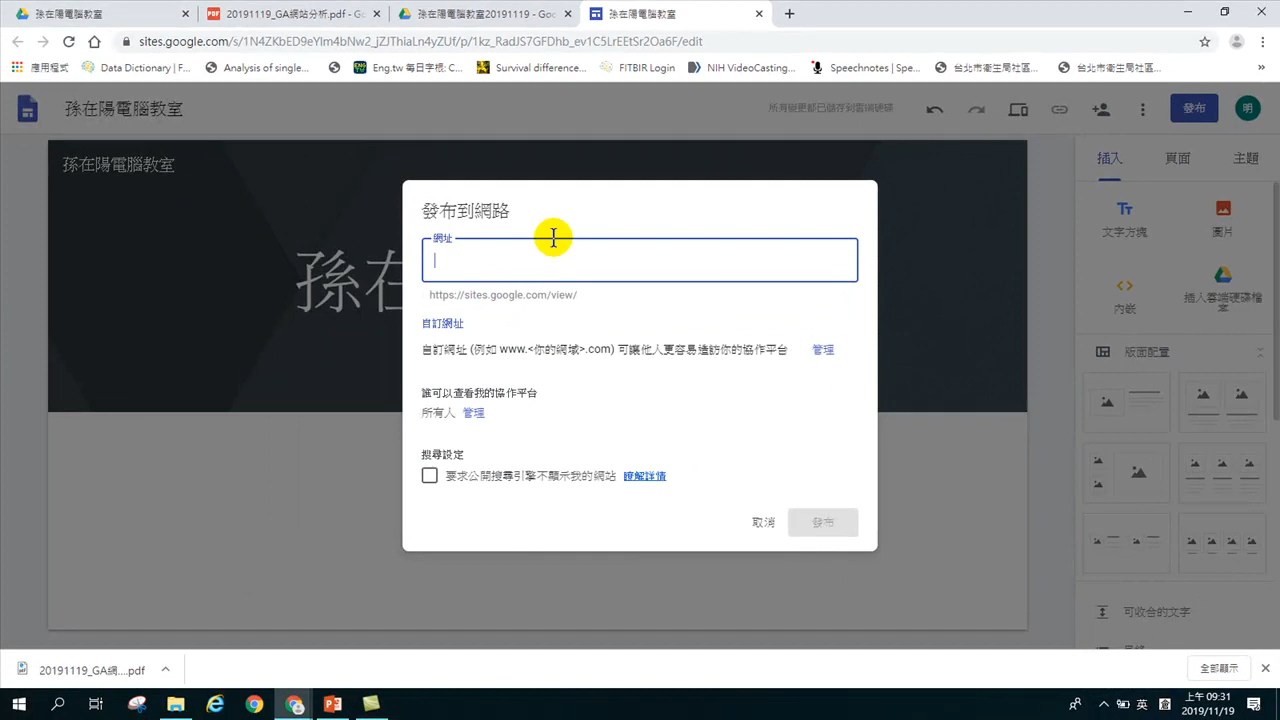 孫在陽電腦教室
20191119_GA網站分析.pdf - G
孫在陽電腦教室20191119 - Goo
孫在陽電腦教室
sites.google.com/s/1N4ZKbED9eYlm4bNw2_jZJThiaLn4yZUf/p/1kz_RadJS7GFDhb_ev1C5LrEEtSr2Oa6F/edit
應用程式
Data Dictionary | F...
Analysis of single...
Eng.tw 每日字根: C...
Survival difference...
FITBIR Login
NIH VideoCasting...
Speechnotes | Spe...
台北市衛生局社區...
台北市衛生局社區...
»
孫在陽電腦教室
所有變更都已儲存到雲端硬碟
發布
明
孫在陽電腦教室
孫在
插入
頁面
主題
文字方塊
圖片
內嵌
插入雲端硬碟檔案
版面配置
可收合的文字
發布到網路
網址
https://sites.google.com/view/
自訂網址
自訂網址 (例如 www.<你的網域>.com) 可讓他人更容易造訪你的協作平台
管理
誰可以查看我的協作平台
所有人 管理
搜尋設定
要求公開搜尋引擎不顯示我的網站 瞭解詳情
取消
發布
20191119_GA網....pdf
全部顯示
英
上午 09:31
2019/11/19